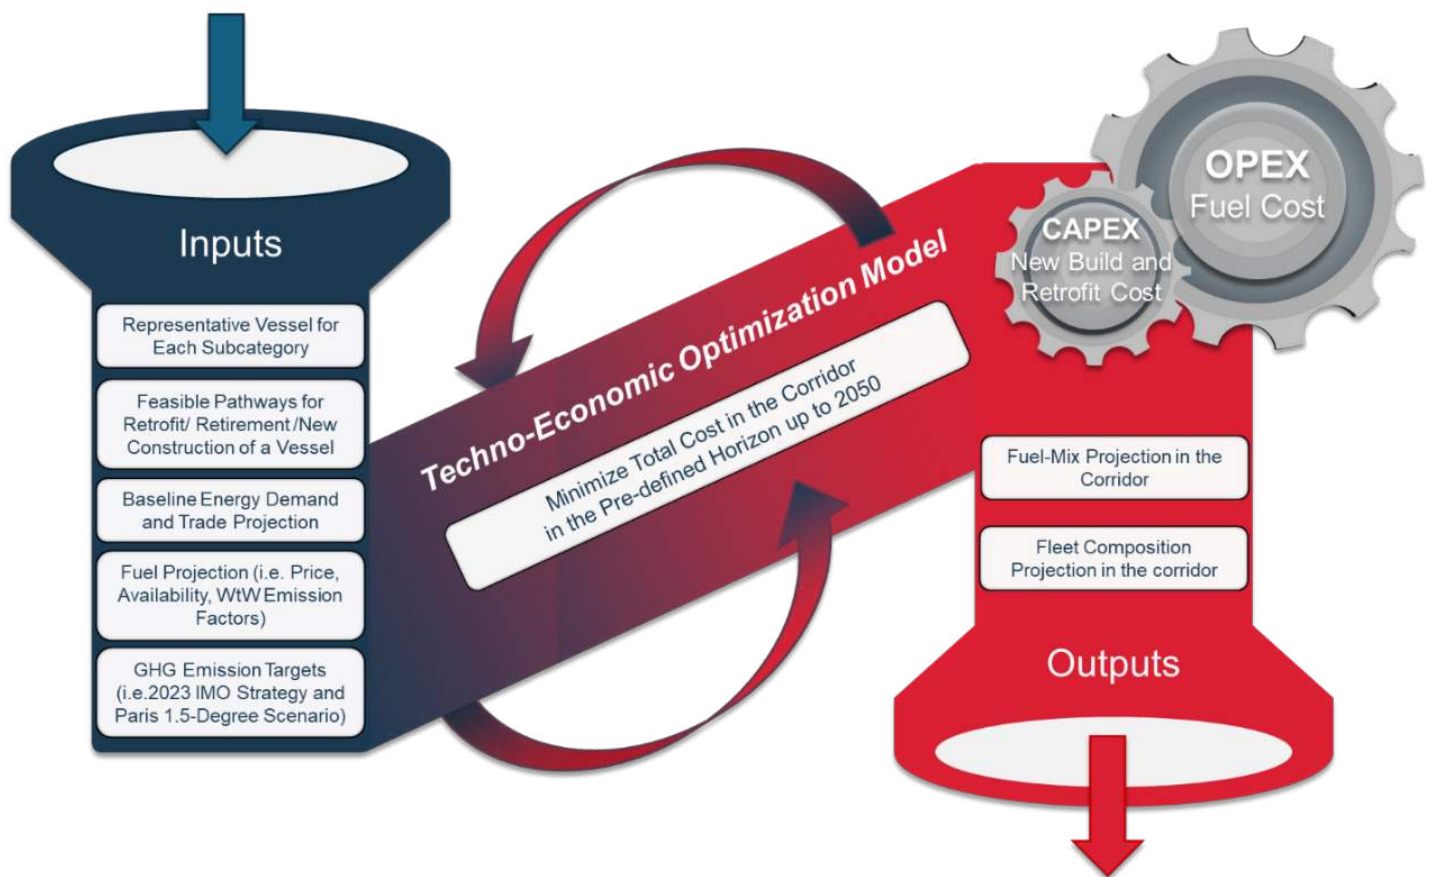 Inputs
Representative Vessel for
Each Subcategory
Feasible Pathways for
Retrofit/ Retirement /New
Construction of a Vessel
Baseline Energy Demand
and Trade Projection
Fuel Projection (i.e. Price,
Availability, WtW Emission
Factors)
GHG Emission Targets
(i.e.2023 IMO Strategy and
Paris 1.5-Degree Scenario)
Techno-Economic Optimization Model
Minimize Total Cost in the Corridor
in the Pre-defined Horizon up to 2050
OPEX
Fuel Cost
CAPEX
New Build and
Retrofit Cost
Fuel-Mix Projection in the
Corridor
Fleet Composition
Projection in the corridor
Outputs